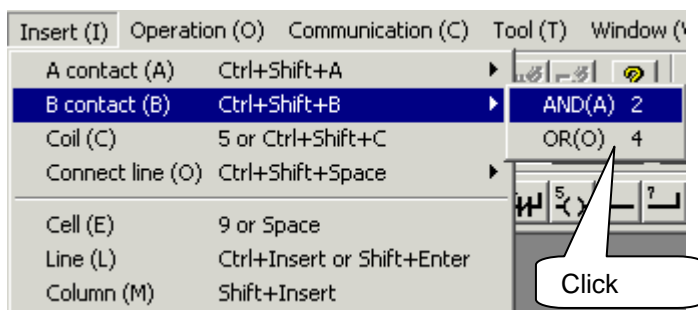 Insert (I) Operation (O) Communication (C) Tool (T) Window (
A contact (A) Ctrl+Shift+A
B contact (B) Ctrl+Shift+B
AND(A) 2
Coil (C) 5 or Ctrl+Shift+C
OR(O) 4
Connect line (O) Ctrl+Shift+Space
5
?
Cell (E) 9 or Space
Line (L) Ctrl+Insert or Shift+Enter
Column (M) Shift+Insert
Click